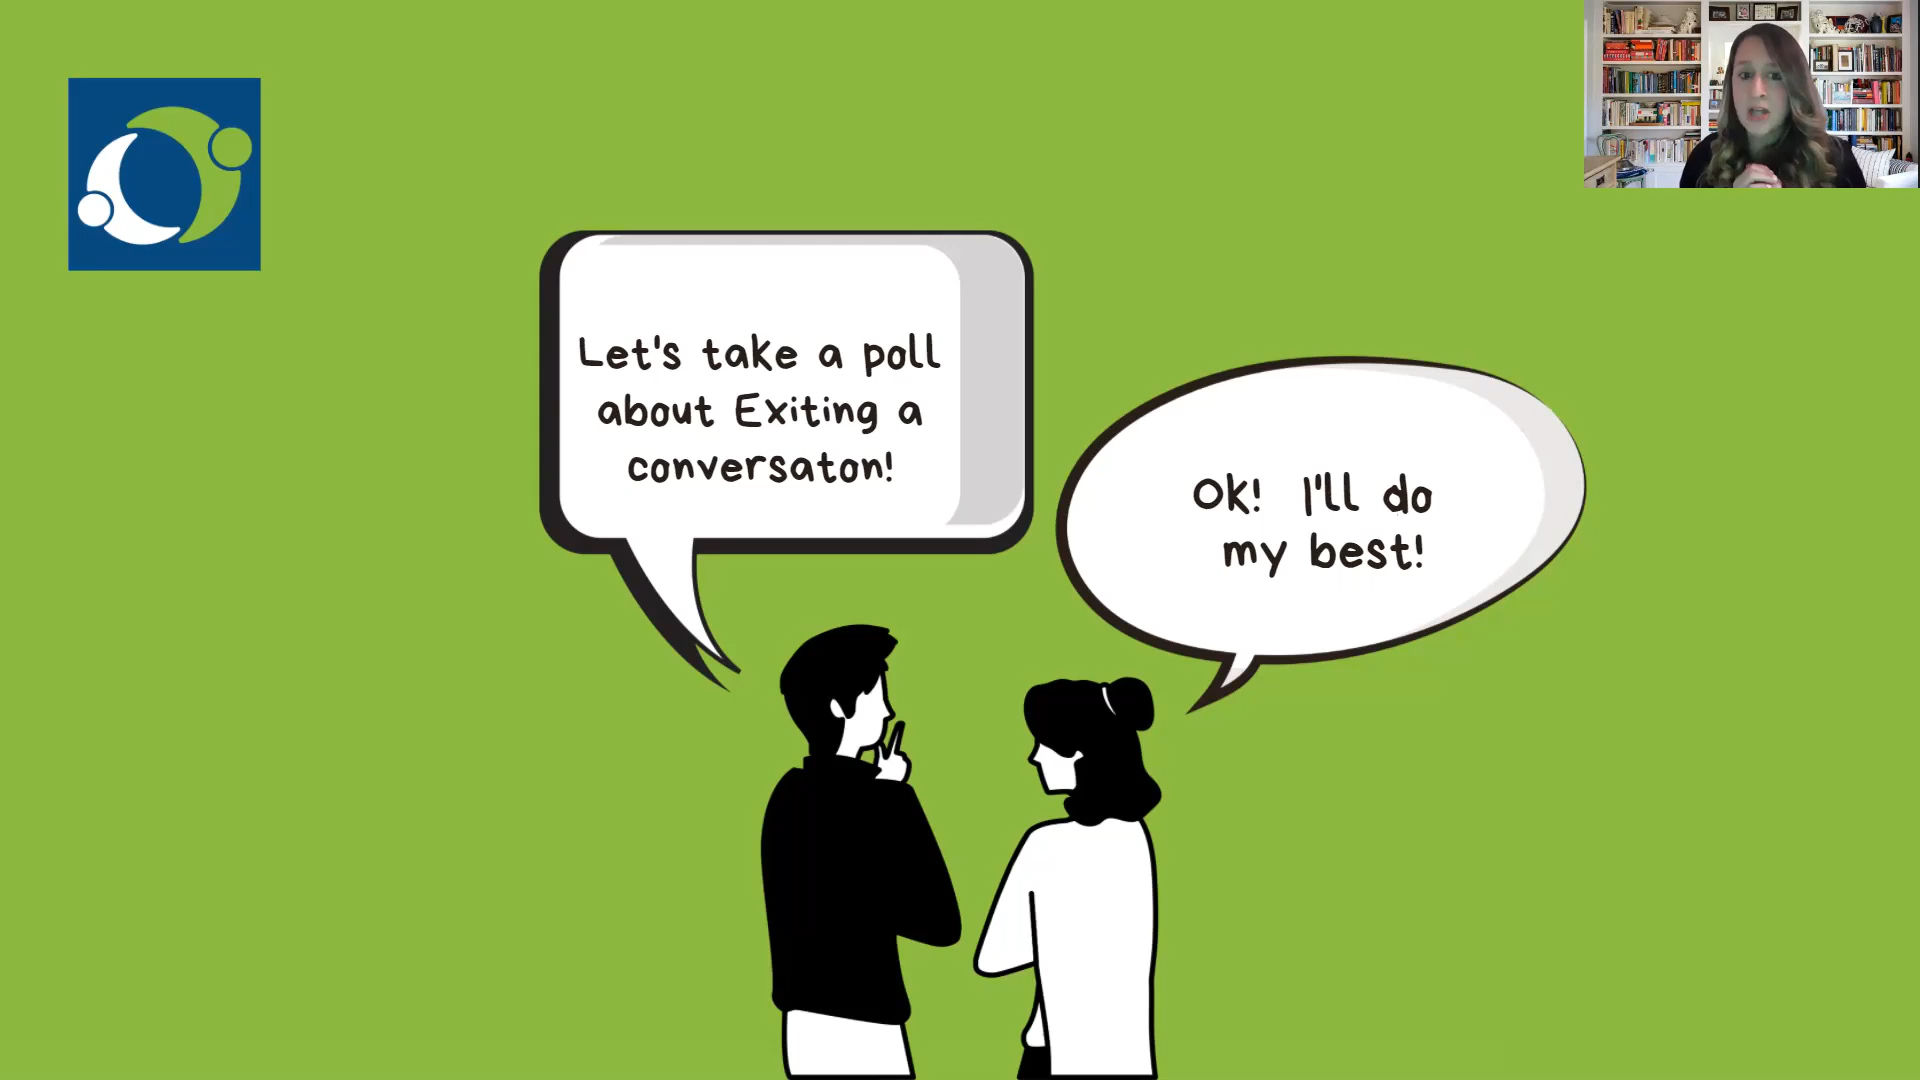 Let's take a poll
about Exiting a
conversaton!
Ok! I'll do
my best!